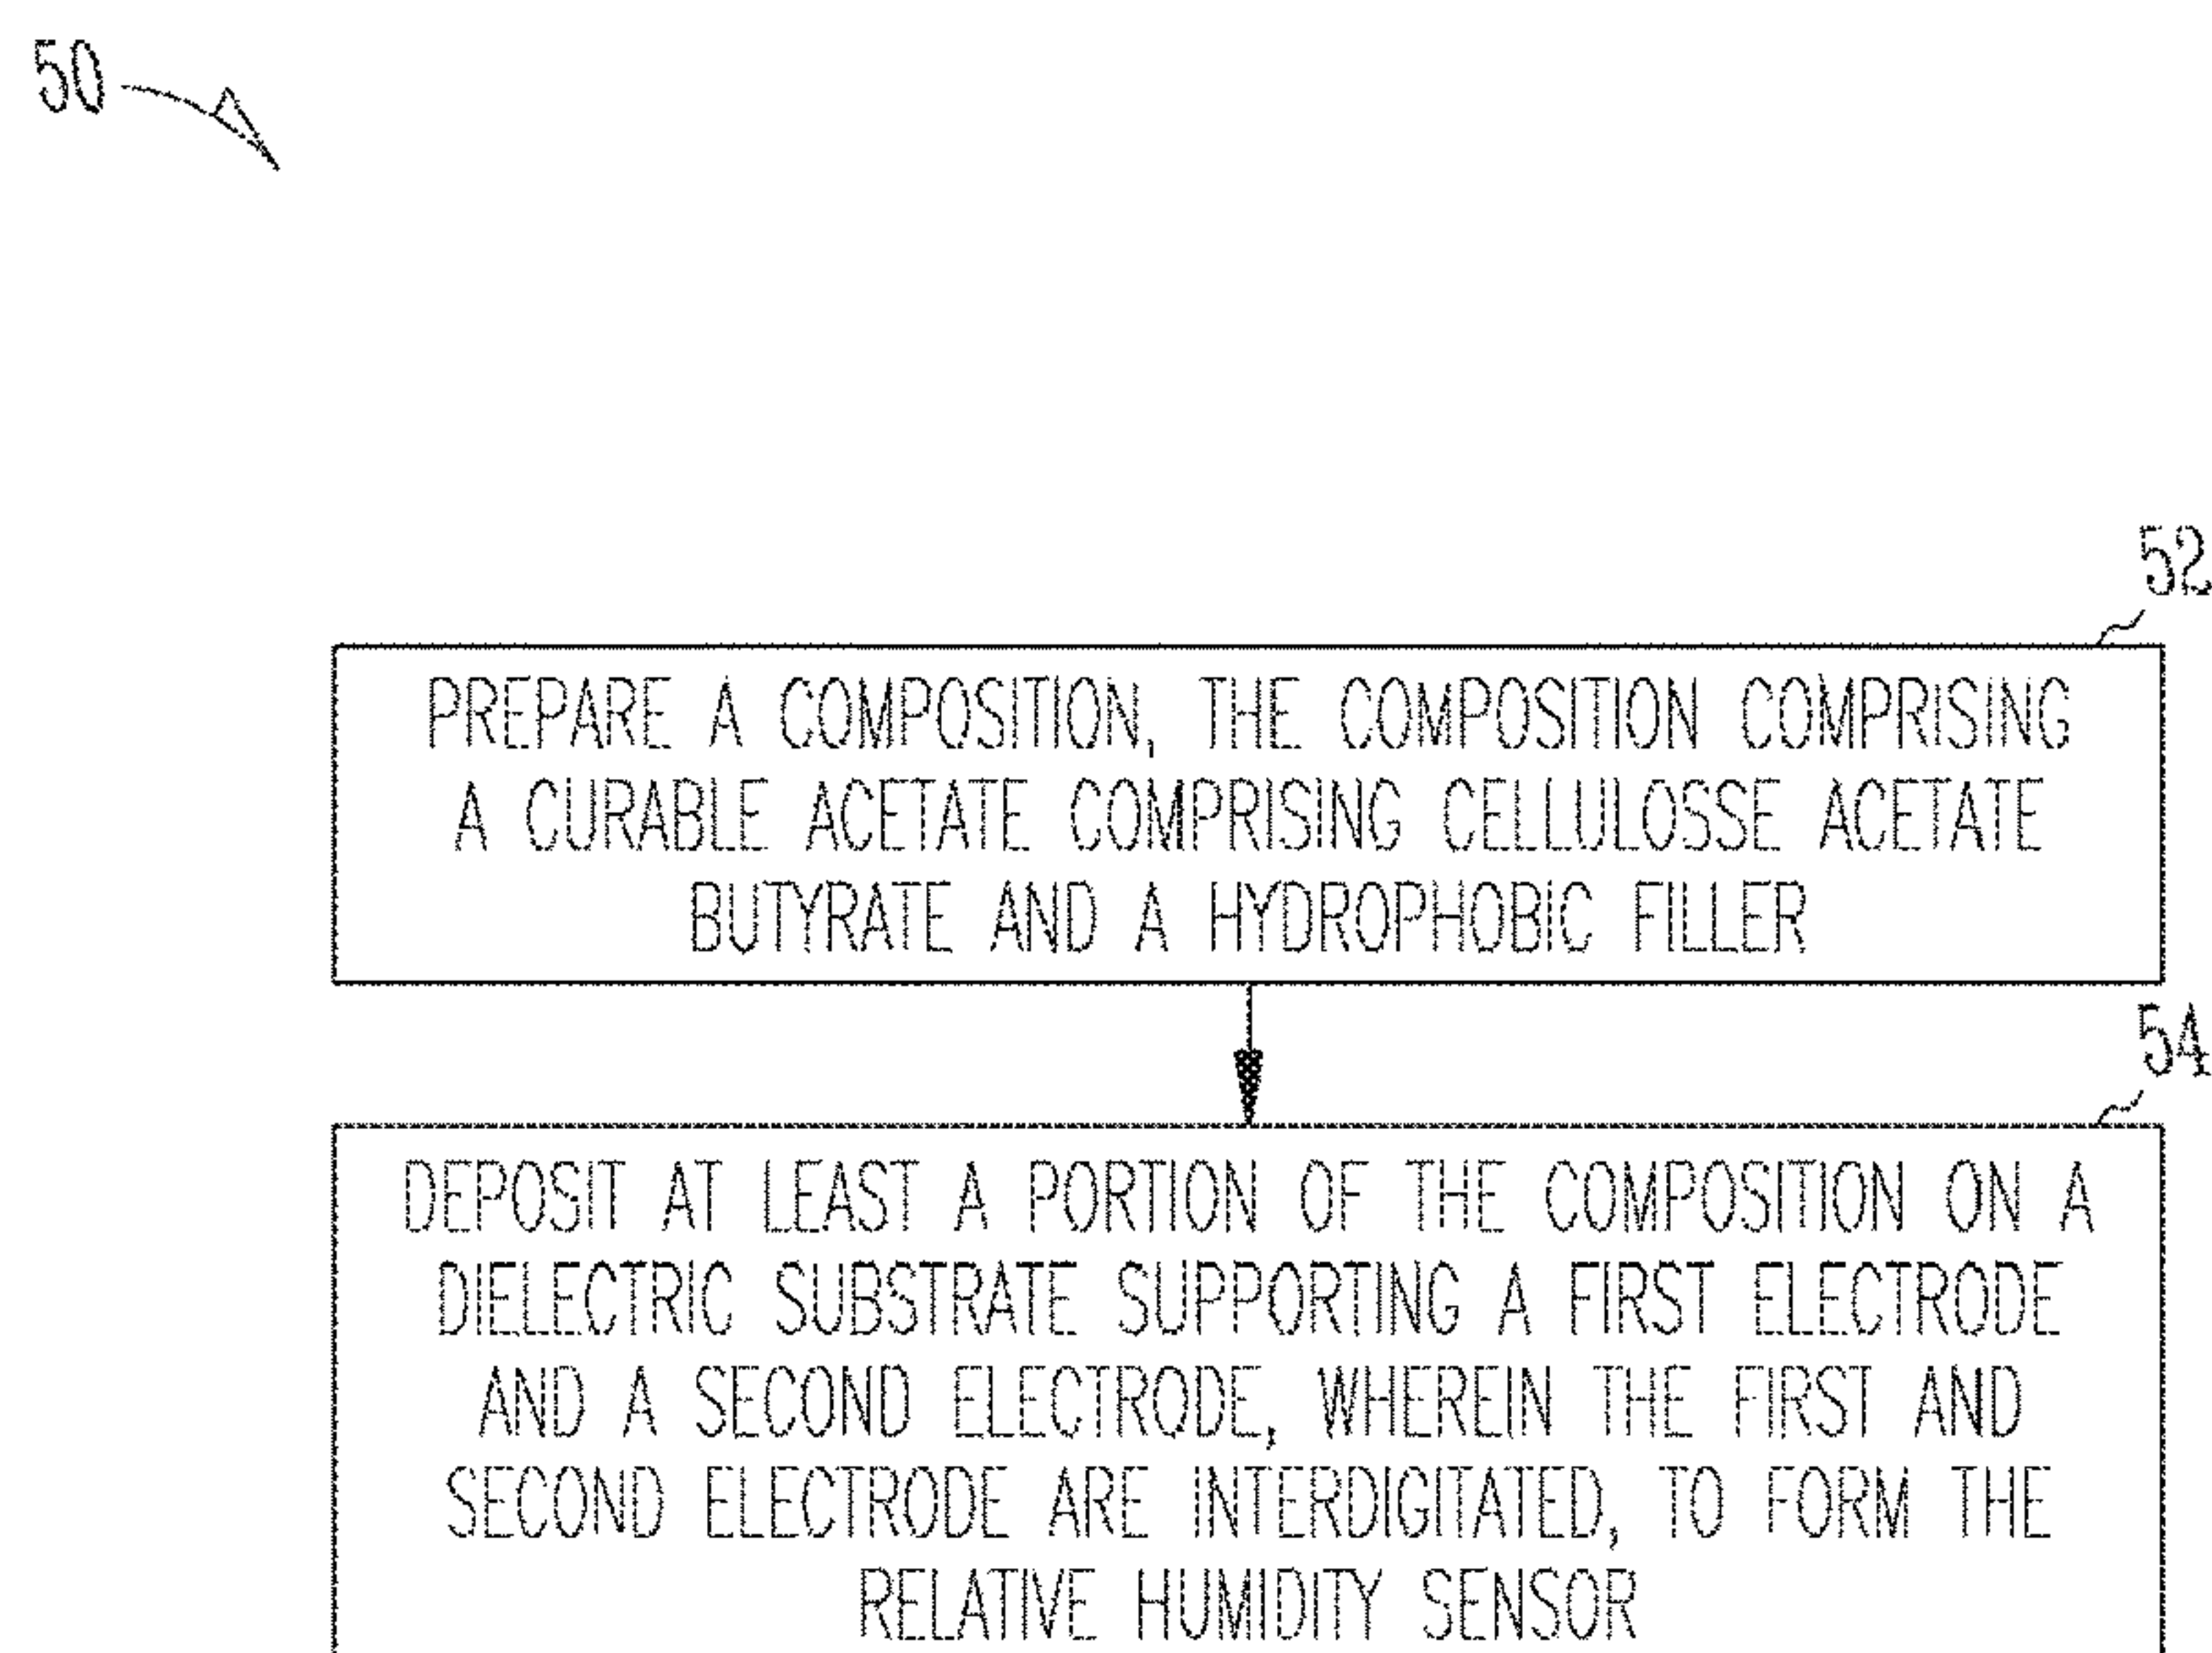 50
52
PREPARE A COMPOSITION, THE COMPOSITION COMPRISING
A CURABLE ACETATE COMPRISING CELLULOSSE ACETATE
BUTYRATE AND A HYDROPHOBIC FILLER
54
DEPOSIT AT LEAST A PORTION OF THE COMPOSITION ON A
DIELECTRIC SUBSTRATE SUPPORTING A FIRST ELECTRODE
AND A SECOND ELECTRODE, WHEREIN THE FIRST AND
SECOND ELECTRODE ARE INTERDIGITATED, TO FORM THE
RELATIVE HUMIDITY SENSOR